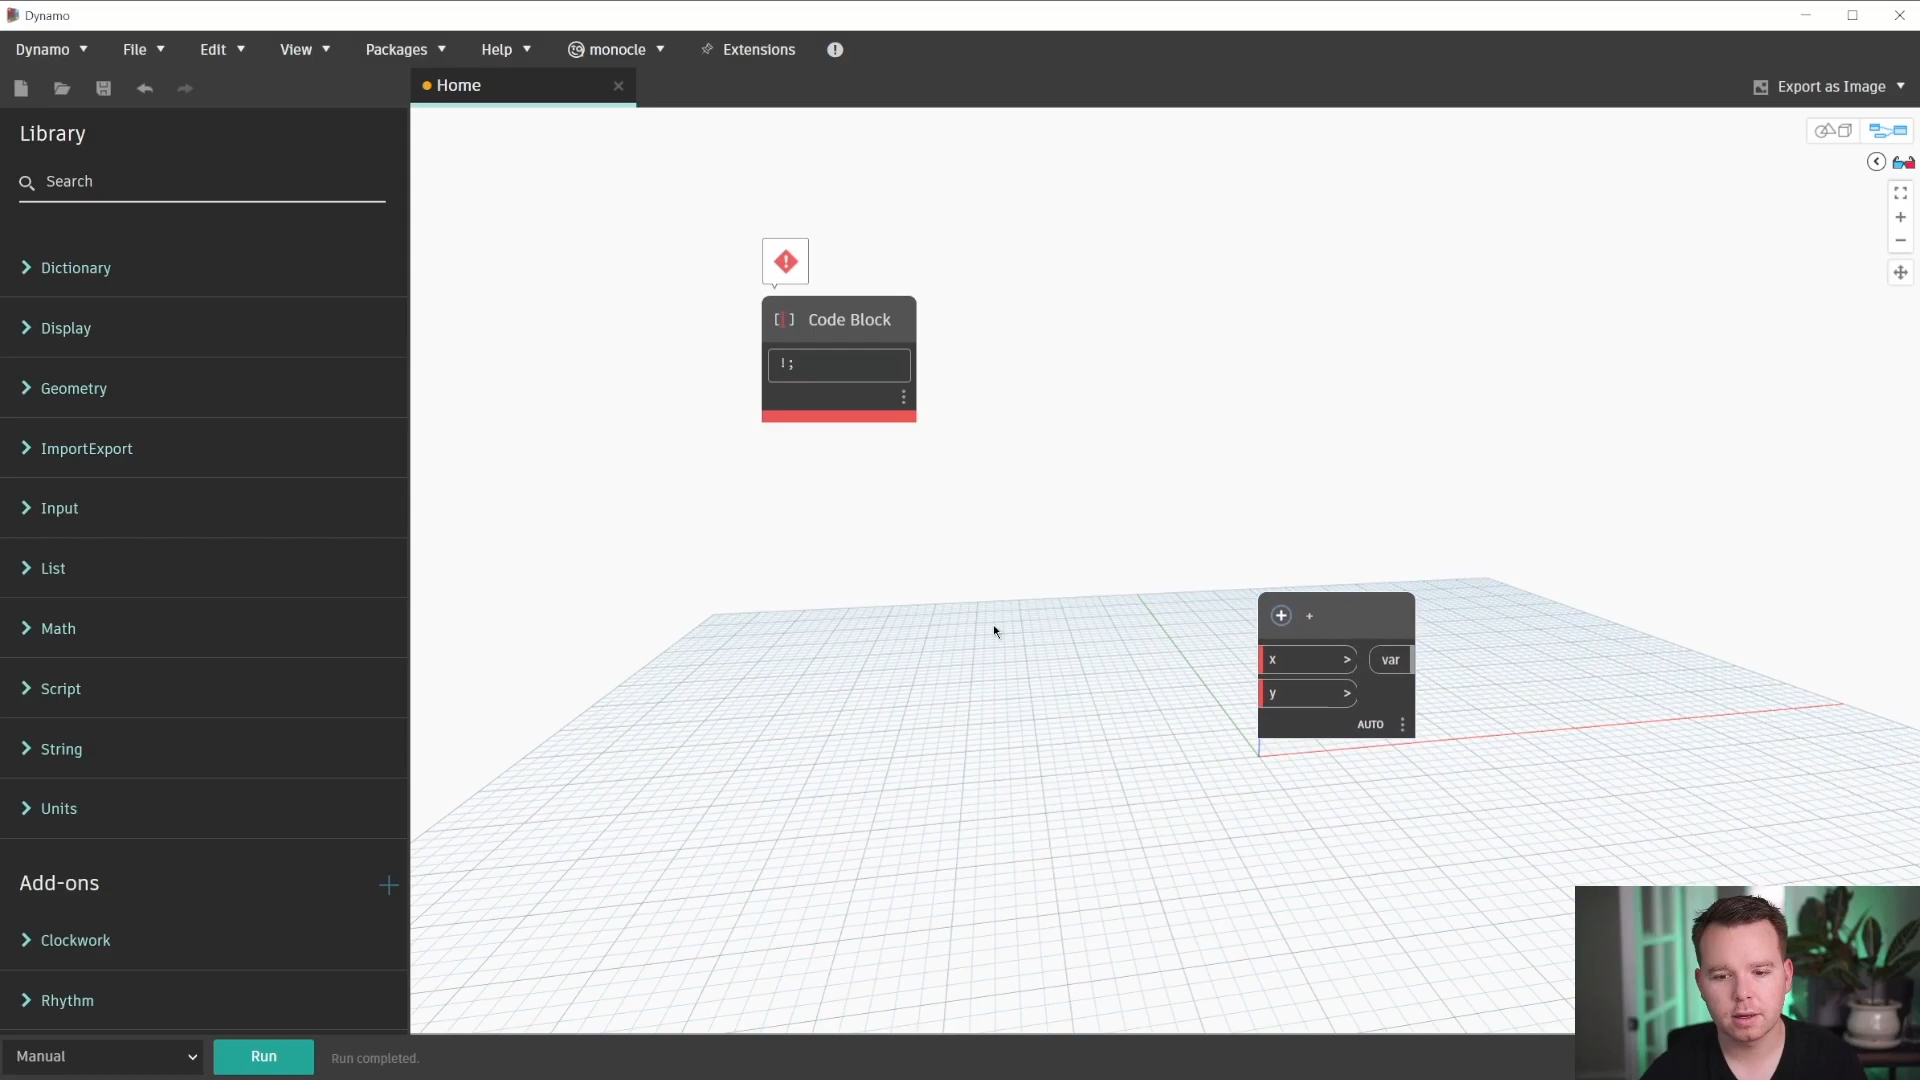 Dynamo
Dynamo File Edit View Packages Help monocle Extensions
Home
Export as Image
Library
Search
Dictionary
Display
Geometry
ImportExport
Input
List
Math
Script
String
Units
Add-ons
Clockwork
Rhythm
Code Block
!;
+
x > var
y >
AUTO
Manual Run Run completed.